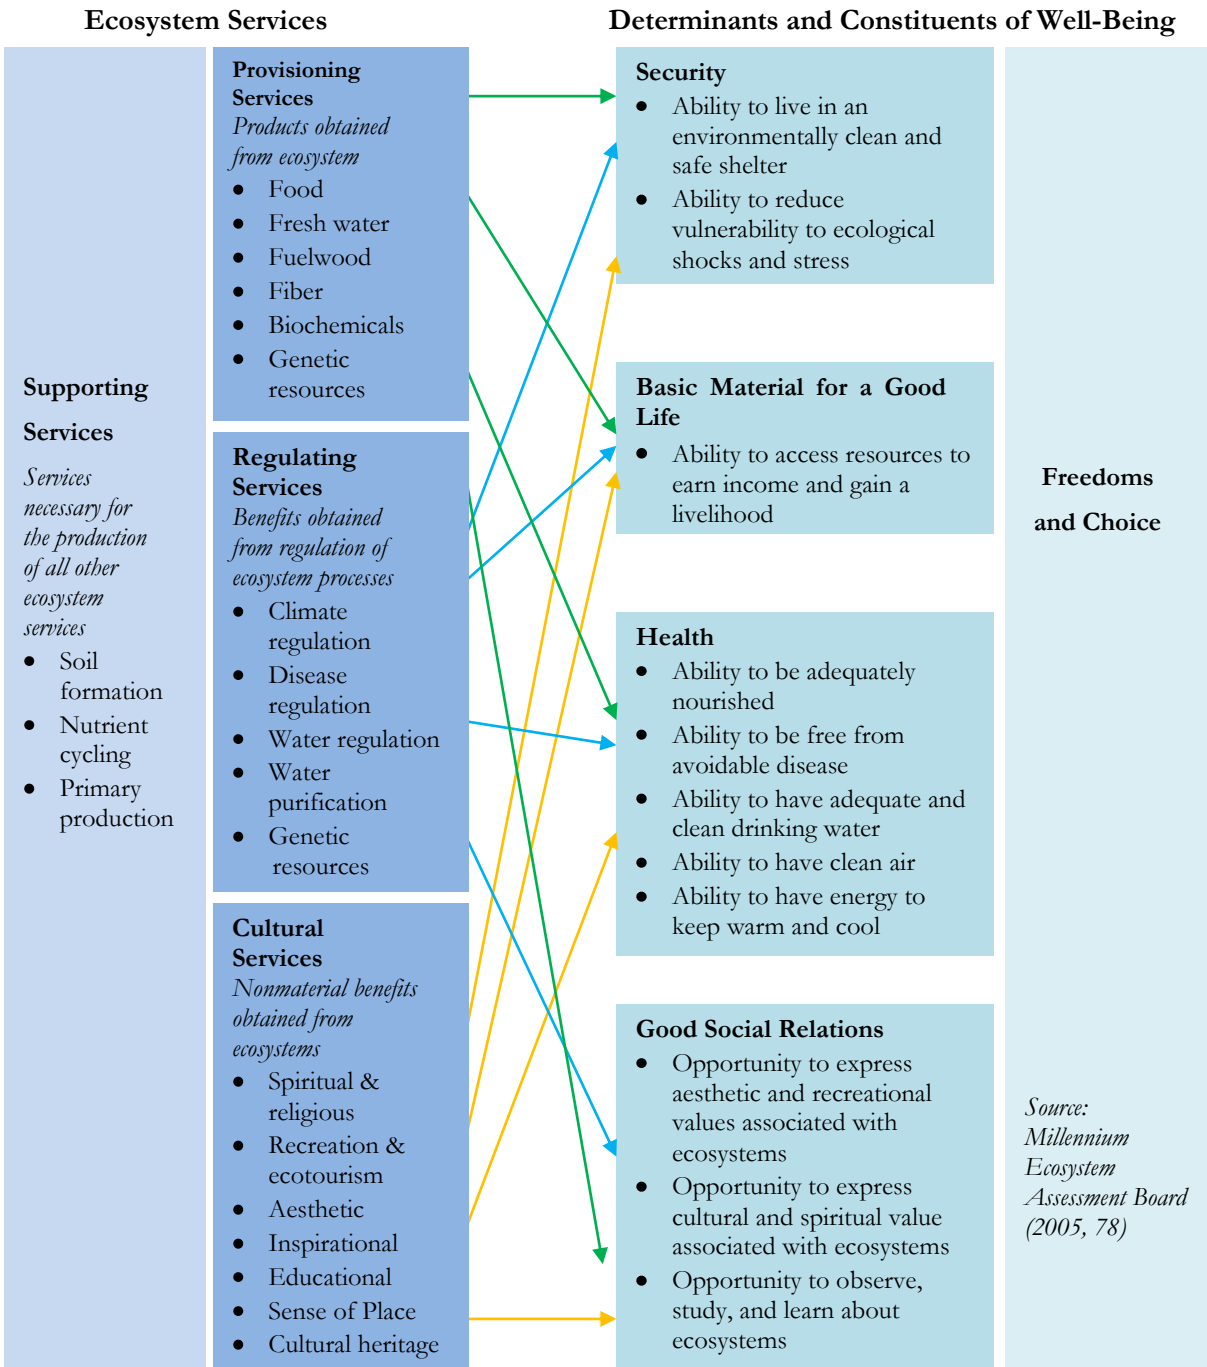 Ecosystem Services
Determinants and Constituents of Well-Being
Supporting
Services
Services
necessary for
the production
of all other
ecosystem
services
• Soil
formation
• Nutrient
cycling
• Primary
production
Provisioning
Services
Products obtained
from ecosystem
• Food
• Fresh water
• Fuelwood
• Fiber
• Biochemicals
• Genetic
resources
Regulating
Services
Benefits obtained
from regulation of
ecosystem processes
• Climate
regulation
• Disease
regulation
• Water regulation
• Water
purification
• Genetic
resources
Cultural
Services
Nonmaterial benefits
obtained from
ecosystems
• Spiritual &
religious
• Recreation &
ecotourism
• Aesthetic
• Inspirational
• Educational
• Sense of Place
• Cultural heritage
Security
• Ability to live in an
environmentally clean and
safe shelter
• Ability to reduce
vulnerability to ecological
shocks and stress
Basic Material for a Good
Life
• Ability to access resources to
earn income and gain a
livelihood
Health
• Ability to be adequately
nourished
• Ability to be free from
avoidable disease
• Ability to have adequate and
clean drinking water
• Ability to have clean air
• Ability to have energy to
keep warm and cool
Good Social Relations
• Opportunity to express
aesthetic and recreational
values associated with
ecosystems
• Opportunity to express
cultural and spiritual value
associated with ecosystems
• Opportunity to observe,
study, and learn about
ecosystems
Freedoms
and Choice
Source:
Millennium
Ecosystem
Assessment Board
(2005, 78)